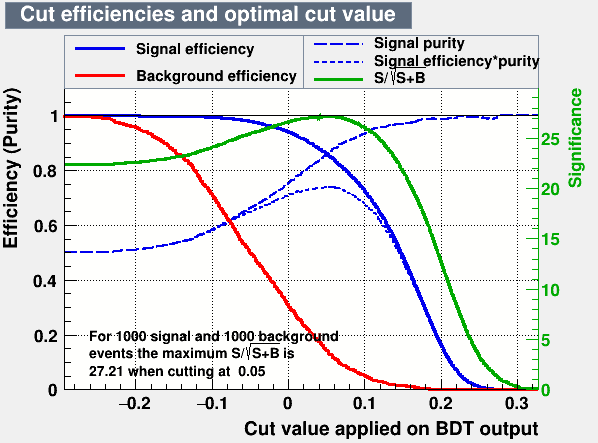 Cut efficiencies and optimal cut value
Signal efficiency
Background efficiency
Signal purity
Signal efficiency*purity
S/√S+B
Efficiency (Purity)
1
0.8
0.6
0.4
0.2
0
Significance
25
20
15
10
5
0
For 1000 signal and 1000 background
events the maximum S/√S+B is
27.21 when cutting at 0.05
−0.2 −0.1 0 0.1 0.2 0.3
Cut value applied on BDT output